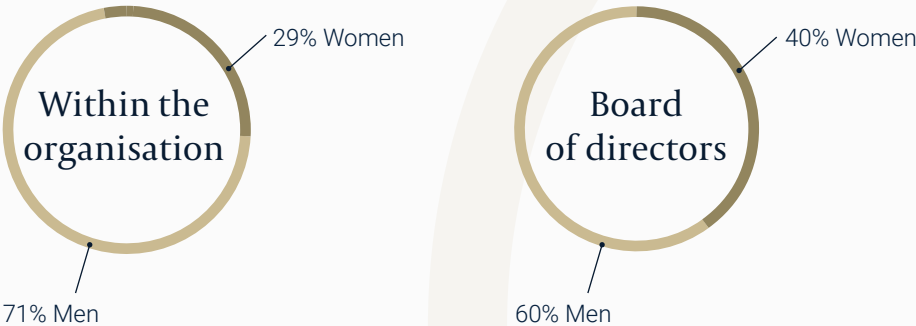 29% Women
Within the
organisation
71% Men
40% Women
Board
of directors
60% Men